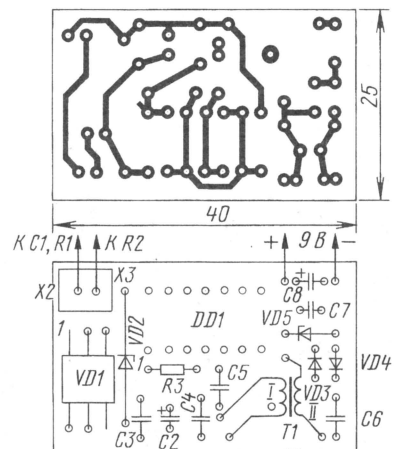 25
40
К С1, R1
К R2
+ 9 В −
X2
X3
+
C8
C7
DD1
VD2
VD5
1
1
VD1
R3
C5
VD4
VD3
I
II
C4
C3
+
C2
T1
C6